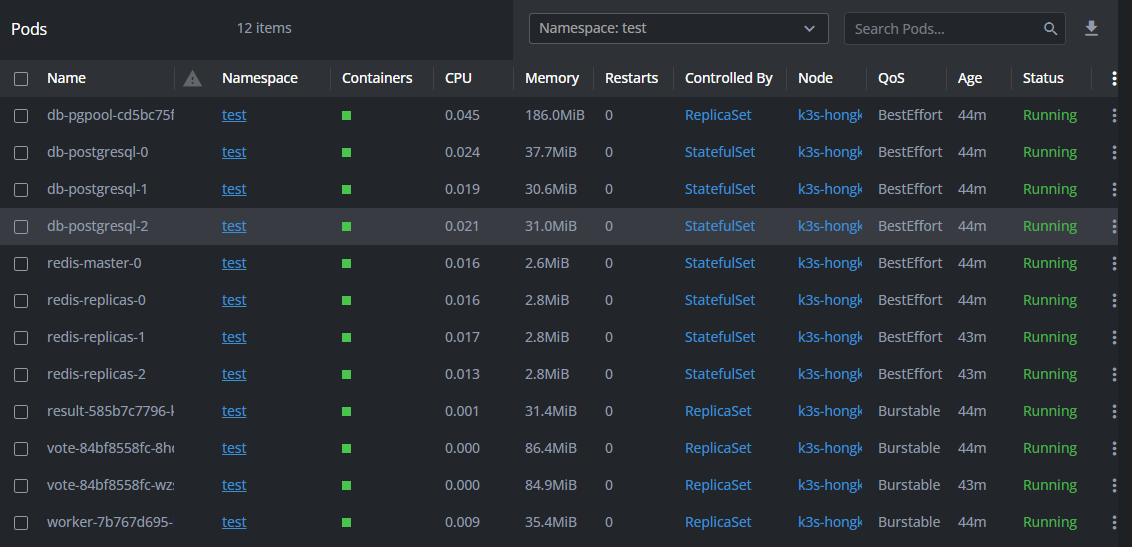 Pods 12 items Namespace: test Search Pods...
Name Namespace Containers CPU Memory Restarts Controlled By Node QoS Age Status
db-pgpool-cd5bc75f test 0.045 186.0MiB 0 ReplicaSet k3s-hongk BestEffort 44m Running
db-postgresql-0 test 0.024 37.7MiB 0 StatefulSet k3s-hongk BestEffort 44m Running
db-postgresql-1 test 0.019 30.6MiB 0 StatefulSet k3s-hongk BestEffort 44m Running
db-postgresql-2 test 0.021 31.0MiB 0 StatefulSet k3s-hongk BestEffort 44m Running
redis-master-0 test 0.016 2.6MiB 0 StatefulSet k3s-hongk BestEffort 44m Running
redis-replicas-0 test 0.016 2.8MiB 0 StatefulSet k3s-hongk BestEffort 44m Running
redis-replicas-1 test 0.017 2.8MiB 0 StatefulSet k3s-hongk BestEffort 43m Running
redis-replicas-2 test 0.013 2.8MiB 0 StatefulSet k3s-hongk BestEffort 43m Running
result-585b7c7796-k test 0.001 31.4MiB 0 ReplicaSet k3s-hongk Burstable 44m Running
vote-84bf8558fc-8hc test 0.000 86.4MiB 0 ReplicaSet k3s-hongk Burstable 44m Running
vote-84bf8558fc-wzs test 0.000 84.9MiB 0 ReplicaSet k3s-hongk Burstable 43m Running
worker-7b767d695- test 0.009 35.4MiB 0 ReplicaSet k3s-hongk Burstable 44m Running